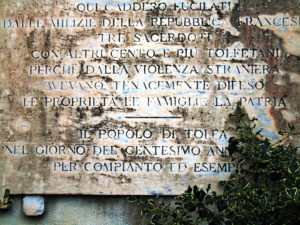 QUI CADDERO FUCILATI
DALLE MILIZIE DELLA REPUBBLICA FRANCESE
TRE SACERDOTI
CON ALTRI CENTO E PIÙ TOLFETANI
PERCHÈ DALLA VIOLENZA STRANIERA
AVEVANO TENACEMENTE DIFESO
LE PROPRIETÀ LE FAMIGLIE LA PATRIA
IL POPOLO DI TOLFA
NEL GIORNO DEL CENTESIMO
PER COMPIANTO ED ESEMPIO